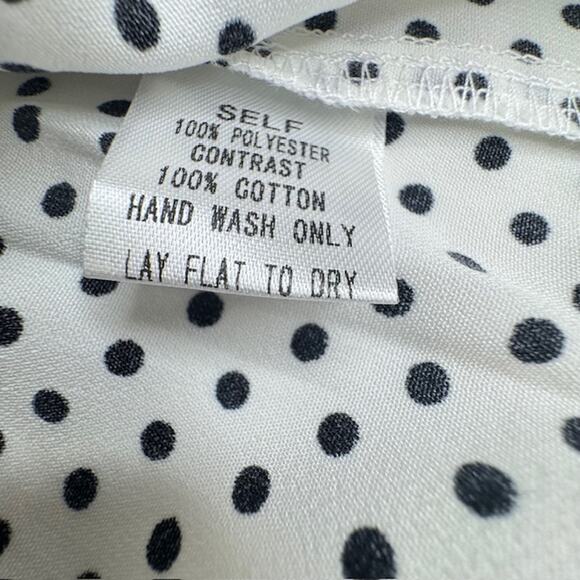 SELF
100% POLYESTER
CONTRAST
100% COTTON
HAND WASH ONLY
LAY FLAT TO DRY